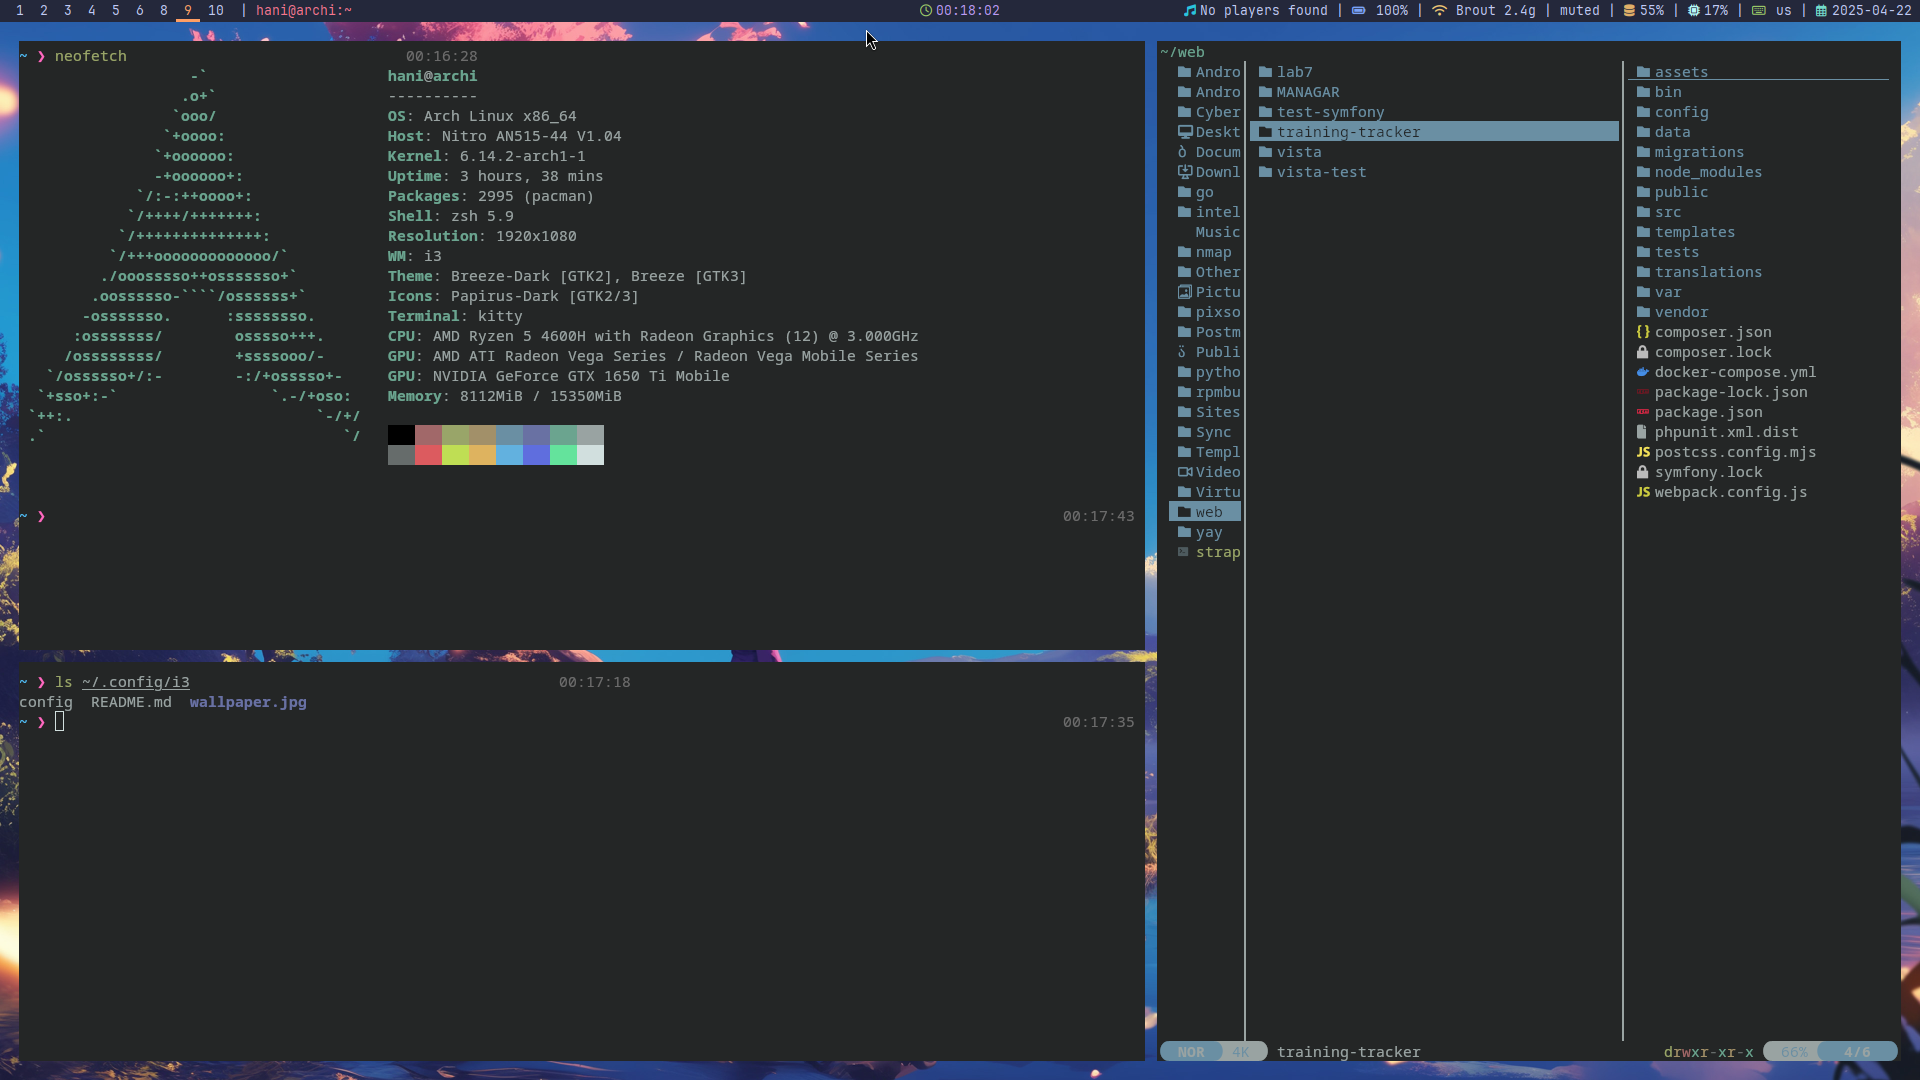 1 2 3 4 5 6 8 9 10 | hani@archi:~
00:18:02
No players found | 100% | Brout 2.4g | muted | 55% | 17% | us | 2025-04-22
~ ❯ neofetch 00:16:28
-`
.o+`
`ooo/
`+oooo:
`+oooooo:
-+oooooo+:
`/:-:++oooo+:
`/++++/+++++++:
`/++++++++++++++:
`/+++ooooooooooooo/`
./ooosssso++osssssso+`
.oossssso-````/ossssss+`
-osssssso. :ssssssso.
:osssssss/ osssso+++.
/ossssssss/ +ssssooo/-
`/ossssso+/:- -:/+osssso+-
`+sso+:-` `.-/+oso:
`++:. `-/+/
.` `/
hani@archi
----------
OS: Arch Linux x86_64
Host: Nitro AN515-44 V1.04
Kernel: 6.14.2-arch1-1
Uptime: 3 hours, 38 mins
Packages: 2995 (pacman)
Shell: zsh 5.9
Resolution: 1920x1080
WM: i3
Theme: Breeze-Dark [GTK2], Breeze [GTK3]
Icons: Papirus-Dark [GTK2/3]
Terminal: kitty
CPU: AMD Ryzen 5 4600H with Radeon Graphics (12) @ 3.000GHz
GPU: AMD ATI Radeon Vega Series / Radeon Vega Mobile Series
GPU: NVIDIA GeForce GTX 1650 Ti Mobile
Memory: 8112MiB / 15350MiB
~ ❯ 00:17:43
~ ❯ ls ~/.config/i3 00:17:18
config README.md wallpaper.jpg
~ ❯ 00:17:35
~/web
Andro
Andro
Cyber
Deskt
Docum
Downl
go
intel
Music
nmap
Other
Pictu
pixso
Postm
Publi
pytho
rpmbu
Sites
Sync
Templ
Video
Virtu
web
yay
strap
lab7
MANAGAR
test-symfony
training-tracker
vista
vista-test
assets
bin
config
data
migrations
node_modules
public
src
templates
tests
translations
var
vendor
composer.json
composer.lock
docker-compose.yml
package-lock.json
package.json
phpunit.xml.dist
JS postcss.config.mjs
symfony.lock
JS webpack.config.js
NOR 4K training-tracker drwxr-xr-x 66% 4/6